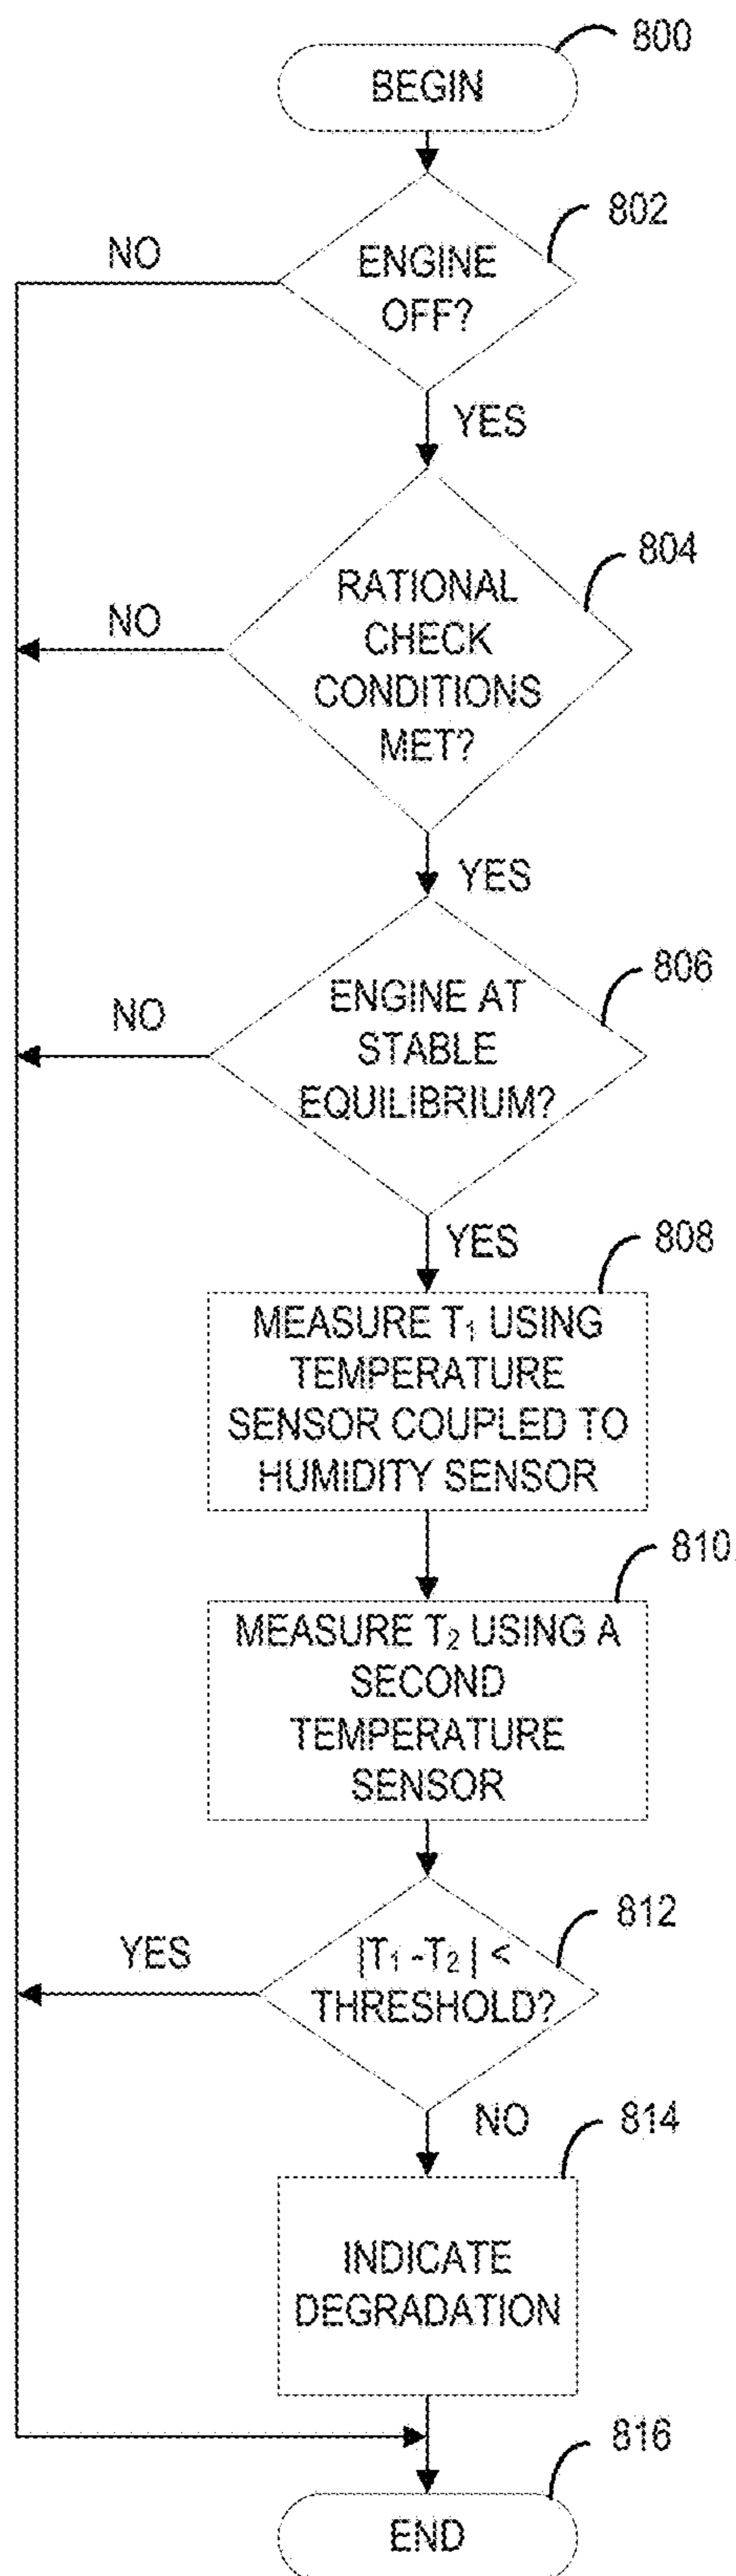 800
BEGIN
802
NO
ENGINE
OFF?
YES
804
RATIONAL
NO
CHECK
CONDITIONS
MET?
YES
806
ENGINE AT
NO
STABLE
EQUILIBRIUM?
YES
808
MEASURE T₁ USING
TEMPERATURE
SENSOR COUPLED TO
HUMIDITY SENSOR
810
MEASURE T₂ USING A
SECOND
TEMPERATURE
SENSOR
812
YES
|T₁ -T₂ | <
THRESHOLD?
NO
814
INDICATE
DEGRADATION
816
END